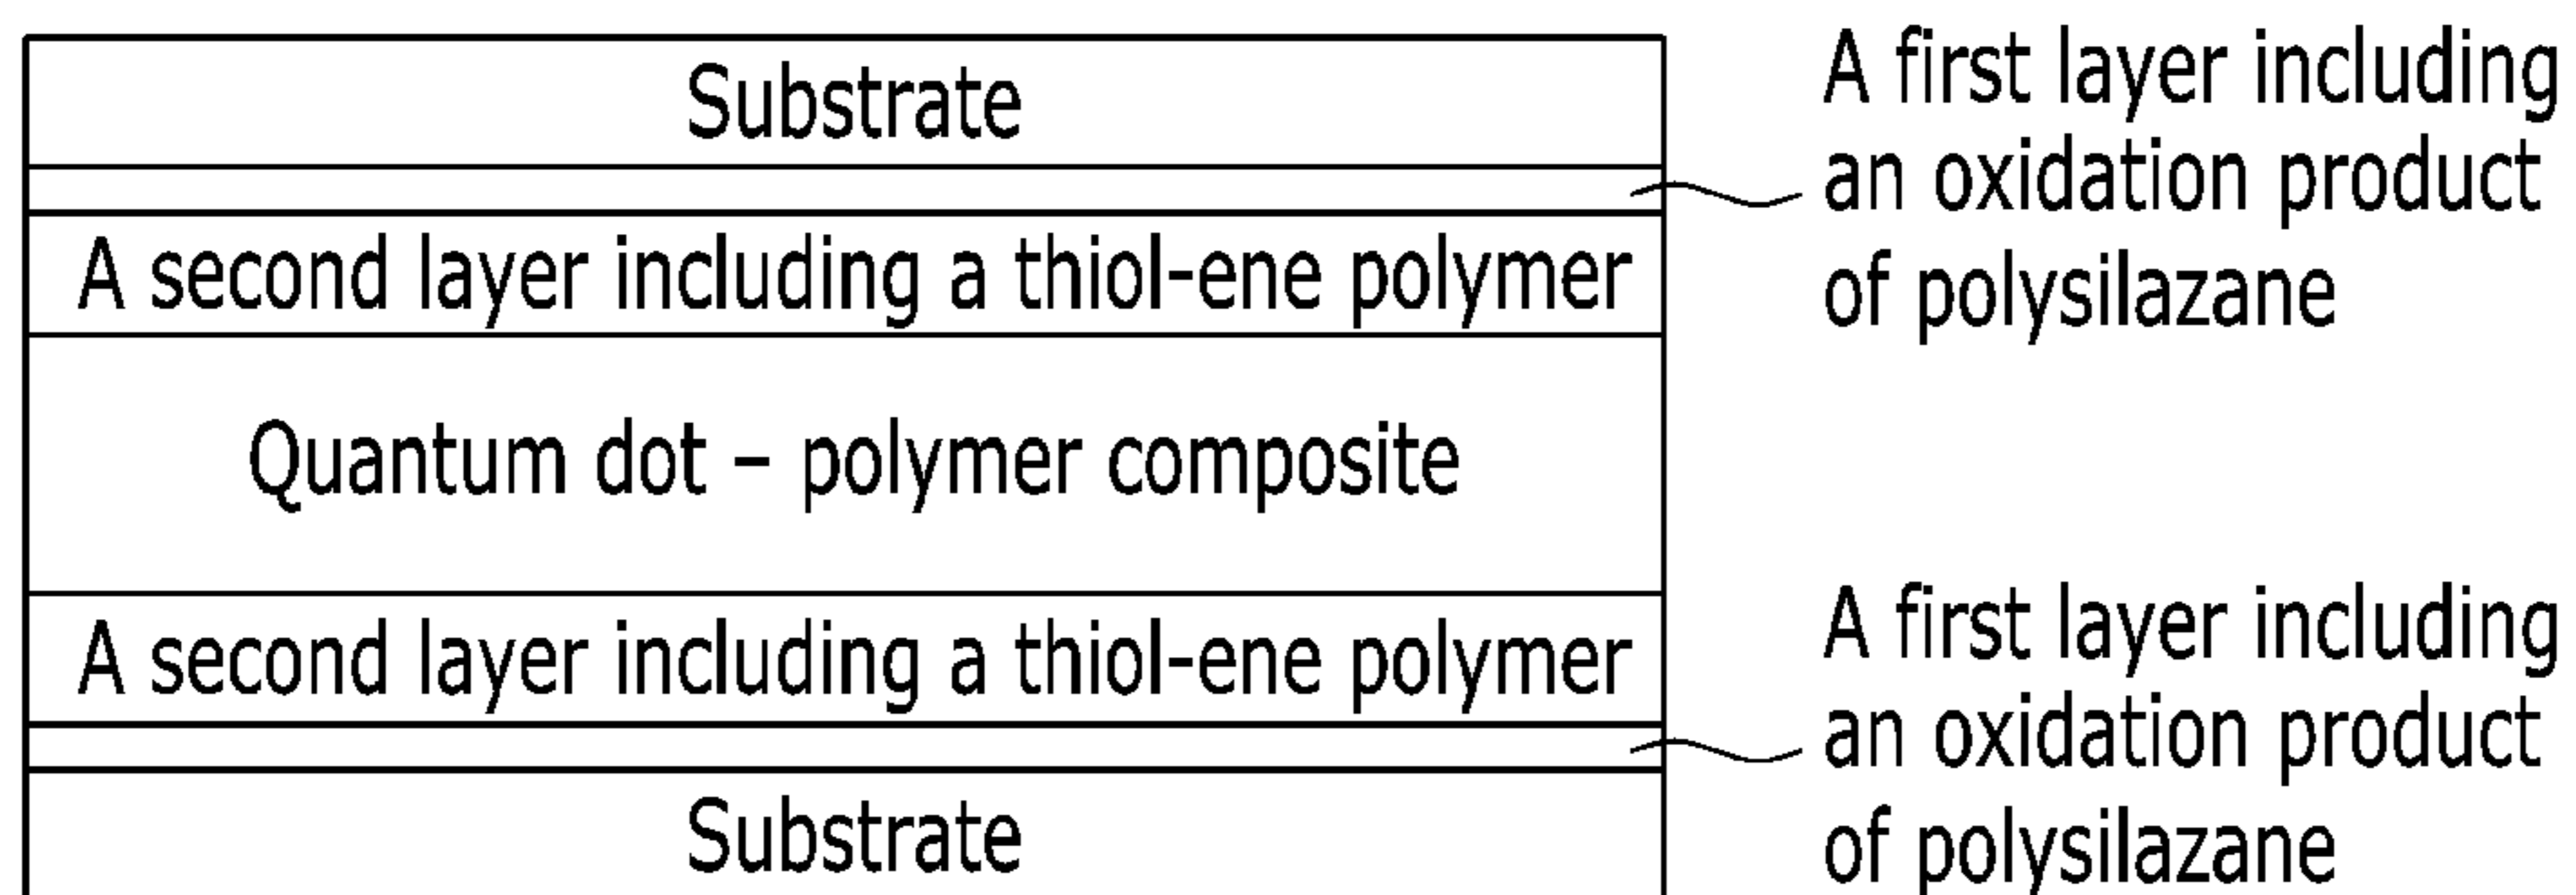 Substrate
A first layer including
an oxidation product
of polysilazane
A second layer including a thiol-ene polymer
Quantum dot – polymer composite
A second layer including a thiol-ene polymer
A first layer including
an oxidation product
of polysilazane
Substrate